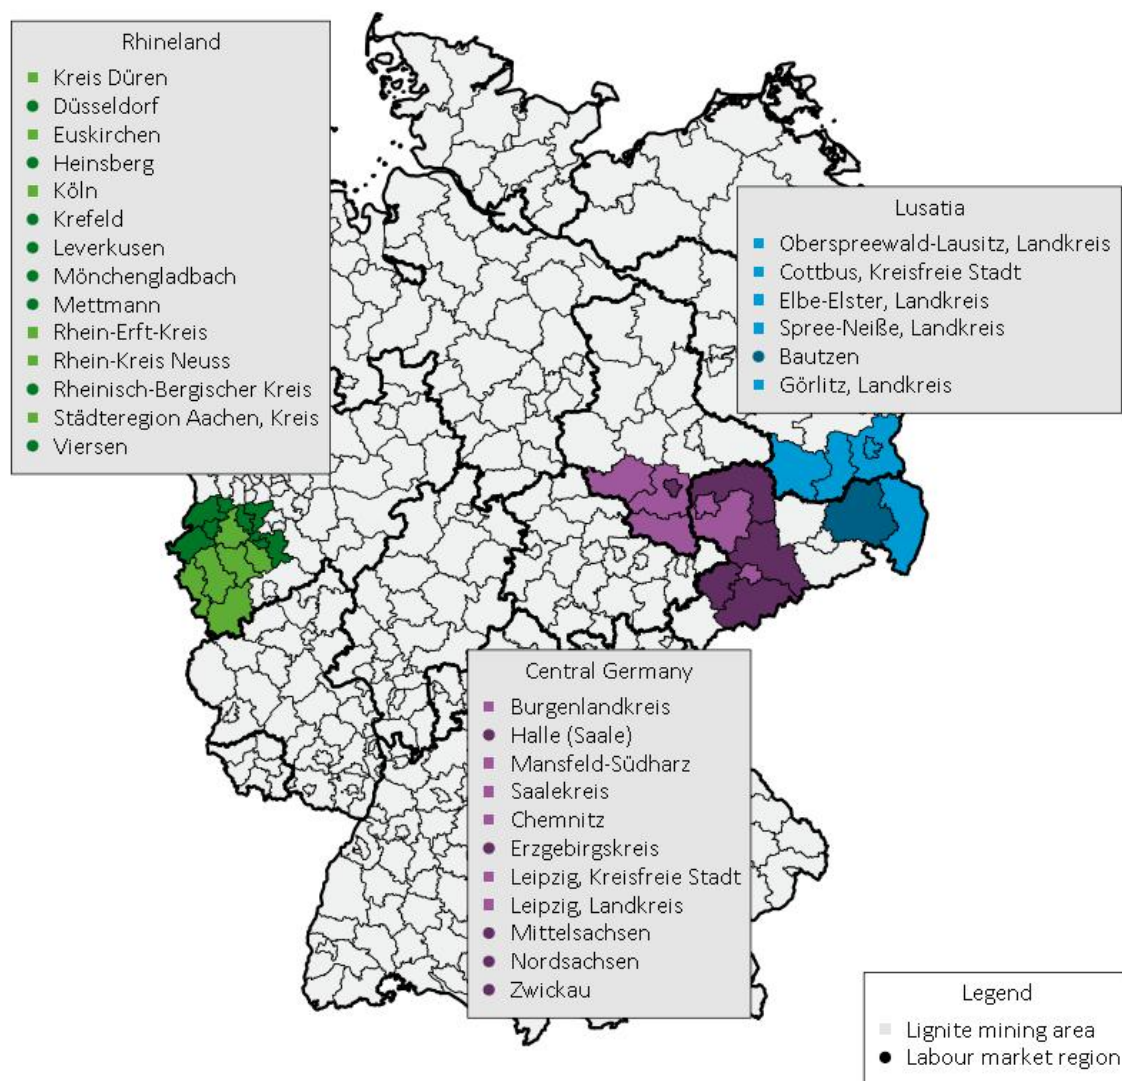 Rhineland
Kreis Düren
Düsseldorf
Euskirchen
Heinsberg
Köln
Krefeld
Leverkusen
Mönchengladbach
Mettmann
Rhein-Erft-Kreis
Rhein-Kreis Neuss
Rheinisch-Bergischer Kreis
Städteregion Aachen, Kreis
Viersen
Lusatia
Oberspreewald-Lausitz, Landkreis
Cottbus, Kreisfreie Stadt
Elbe-Elster, Landkreis
Spree-Neiße, Landkreis
Bautzen
Görlitz, Landkreis
Central Germany
Burgenlandkreis
Halle (Saale)
Mansfeld-Südharz
Saalekreis
Chemnitz
Erzgebirgskreis
Leipzig, Kreisfreie Stadt
Leipzig, Landkreis
Mittelsachsen
Nordsachsen
Zwickau
Legend
Lignite mining area
Labour market region